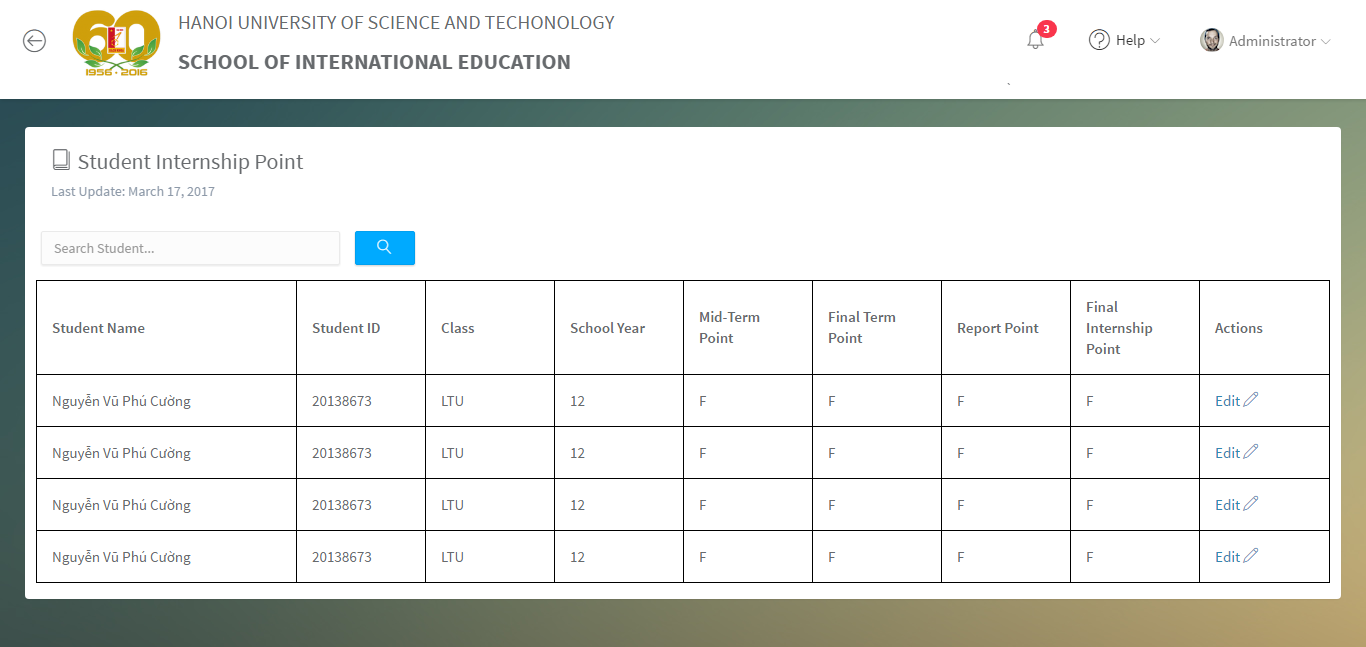 HANOI UNIVERSITY OF SCIENCE AND TECHONOLOGY
SCHOOL OF INTERNATIONAL EDUCATION
1956 - 2016
3
Help
Administrator
Student Internship Point
Last Update: March 17, 2017
Search Student...
Student Name Student ID Class School Year Mid-Term Point Final Term Point Report Point Final Internship Point Actions
Nguyễn Vũ Phú Cường 20138673 LTU 12 F F F F Edit
Nguyễn Vũ Phú Cường 20138673 LTU 12 F F F F Edit
Nguyễn Vũ Phú Cường 20138673 LTU 12 F F F F Edit
Nguyễn Vũ Phú Cường 20138673 LTU 12 F F F F Edit